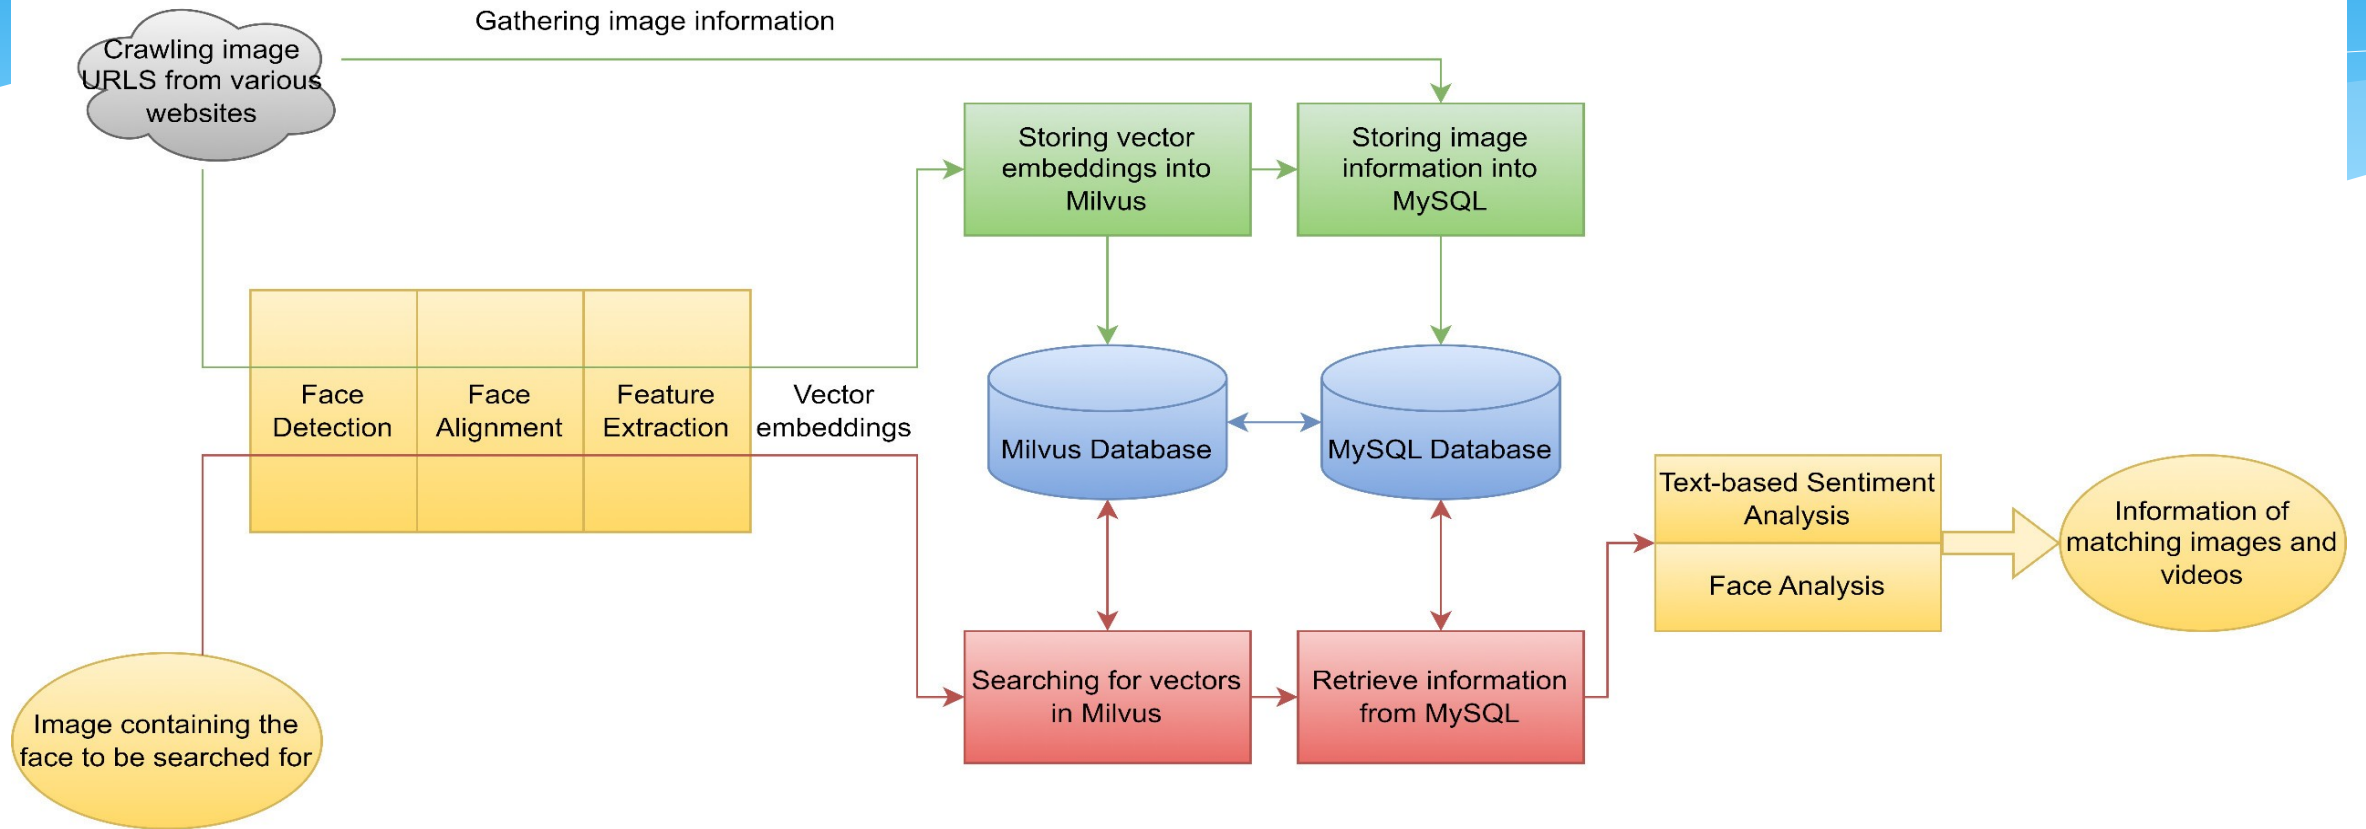 Gathering image information
Crawling image
URLS from various
websites
Storing vector
embeddings into
Milvus
Storing image
information into
MySQL
Face
Detection
Face
Alignment
Feature
Extraction
Vector
embeddings
Milvus Database
MySQL Database
Text-based Sentiment
Analysis
Face Analysis
Information of
matching images and
videos
Image containing the
face to be searched for
Searching for vectors
in Milvus
Retrieve information
from MySQL